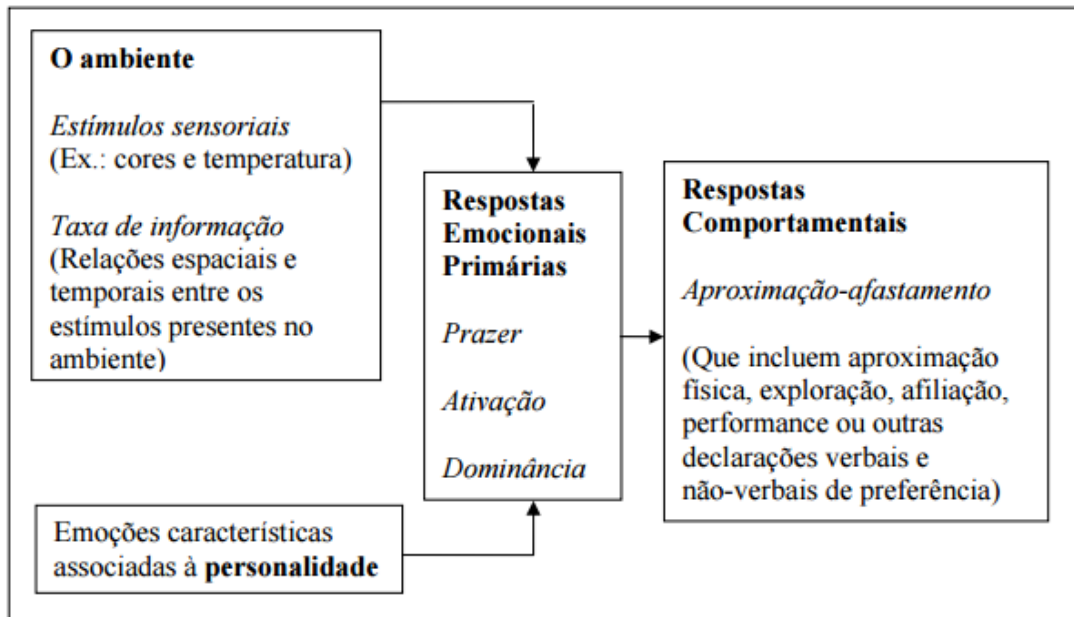 O ambiente
Estímulos sensoriais
(Ex.: cores e temperatura)
Taxa de informação
(Relações espaciais e
temporais entre os
estímulos presentes no
ambiente)
Emoções características
associadas à personalidade
Respostas
Emocionais
Primárias
Prazer
Ativação
Dominância
Respostas
Comportamentais
Aproximação-afastamento
(Que incluem aproximação
física, exploração, afiliação,
performance ou outras
declarações verbais e
não-verbais de preferência)